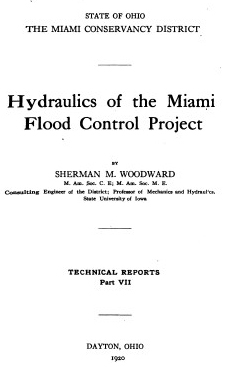 STATE OF OHIO
THE MIAMI CONSERVANCY DISTRICT
Hydraulics of the Miami
Flood Control Project
BY
SHERMAN M. WOODWARD
M. Am. Soc. C. E; M. Am. Soc. M. E.
Consulting Engineer of the District; Professor of Mechanics and Hydraulics.
State University of Iowa
TECHNICAL REPORTS
Part VII
DAYTON, OHIO
1920